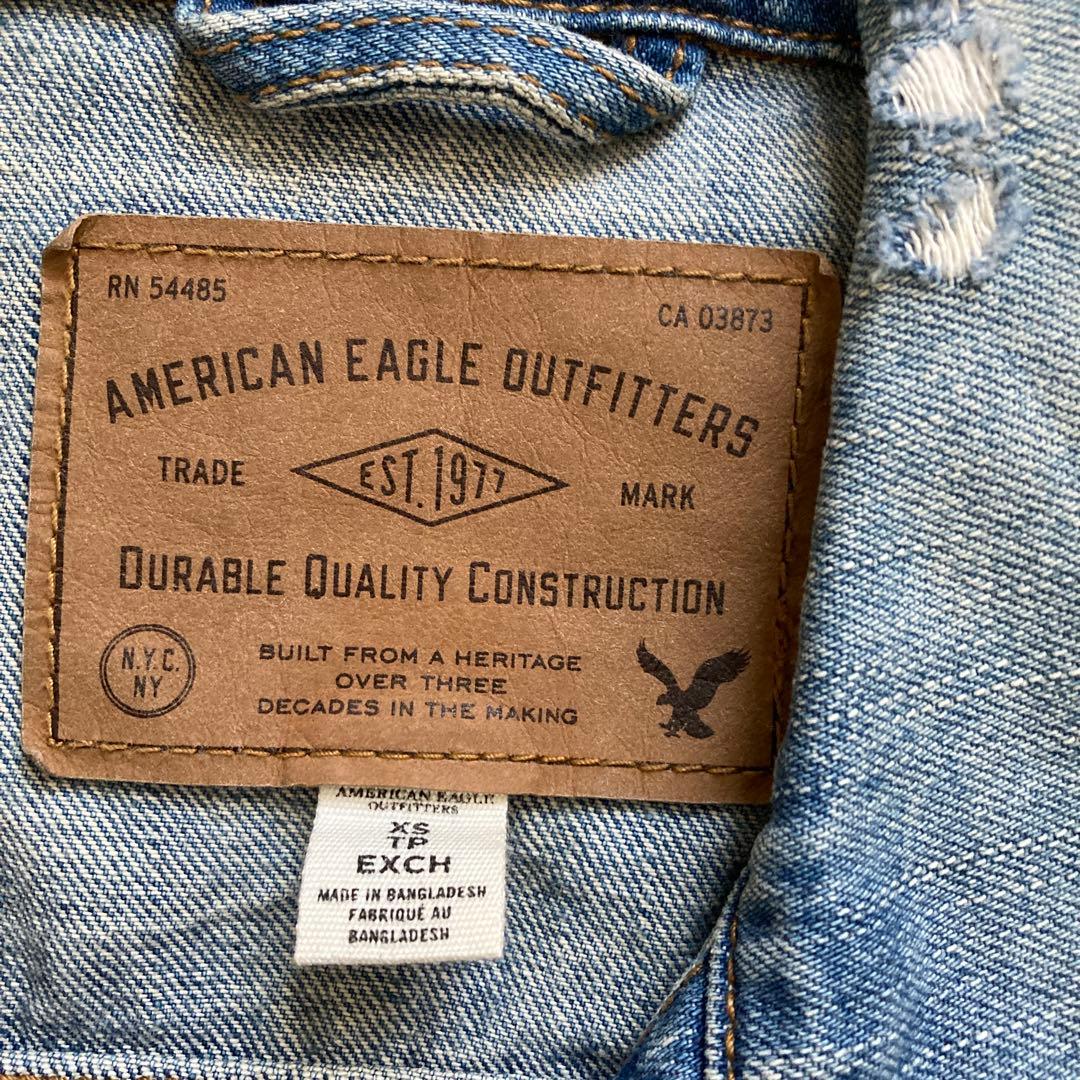 RN 54485
CA 03873
AMERICAN EAGLE OUTFITTERS
TRADE EST. 1977 MARK
DURABLE QUALITY CONSTRUCTION
N.Y.C.
NY
BUILT FROM A HERITAGE
OVER THREE
DECADES IN THE MAKING
AMERICAN EAGLE
OUTFITTERS
XS
TP
EXCH
MADE IN BANGLADESH
FABRIQUÉ AU
BANGLADESH